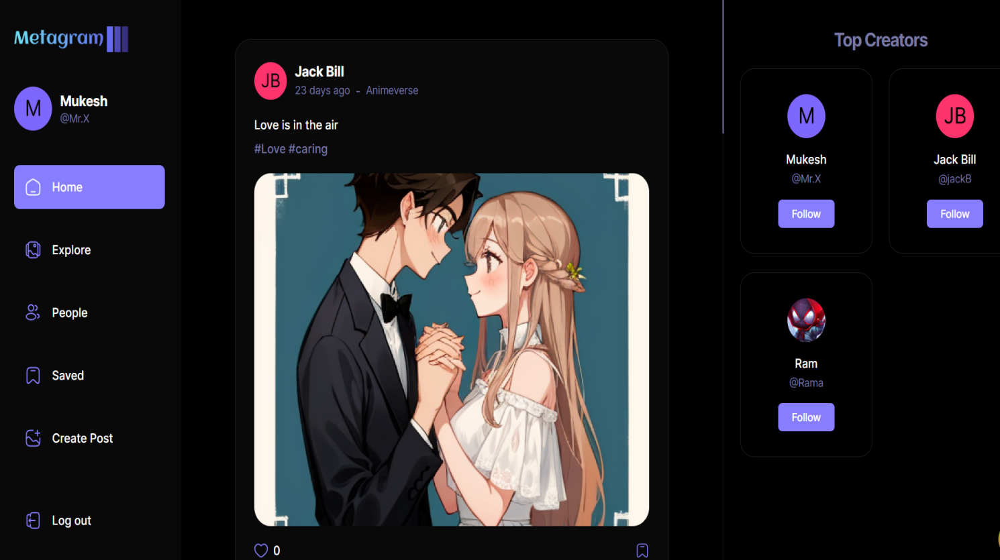 Metagram
M
Mukesh
@Mr.X
Home
Explore
People
Saved
Create Post
Log out
JB
Jack Bill
23 days ago - Animeverse
Love is in the air
#Love #caring
0
Top Creators
M
Mukesh
@Mr.X
Follow
JB
Jack Bill
@jackB
Follow
Ram
@Rama
Follow